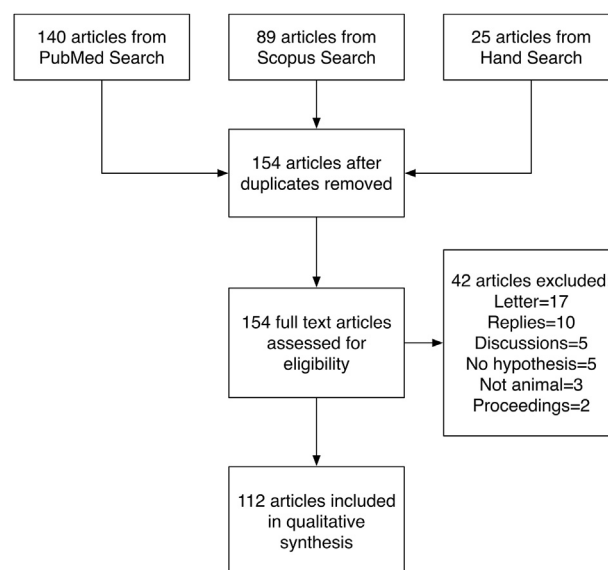 140 articles from
PubMed Search
89 articles from
Scopus Search
25 articles from
Hand Search
154 articles after
duplicates removed
154 full text articles
assessed for
eligibility
42 articles excluded
Letter=17
Replies=10
Discussions=5
No hypothesis=5
Not animal=3
Proceedings=2
112 articles included
in qualitative
synthesis